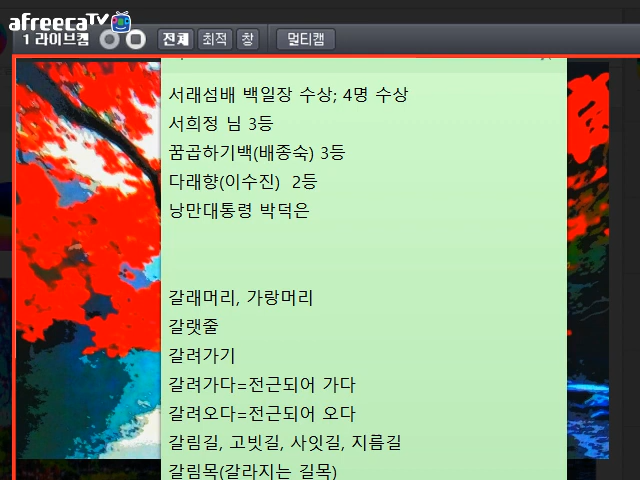 afreecaTV
1 라이브캠 전체 최적 창 멀티캠
서래섬배 백일장 수상; 4명 수상
서희정 님 3등
꿈곱하기백(배종숙) 3등
다래향(이수진) 2등
낭만대통령 박덕은
갈래머리, 가랑머리
갈랫줄
갈려가기
갈려가다=전근되어 가다
갈려오다=전근되어 오다
갈림길, 고빗길, 사잇길, 지름길
갈림목(갈라지는 길목)